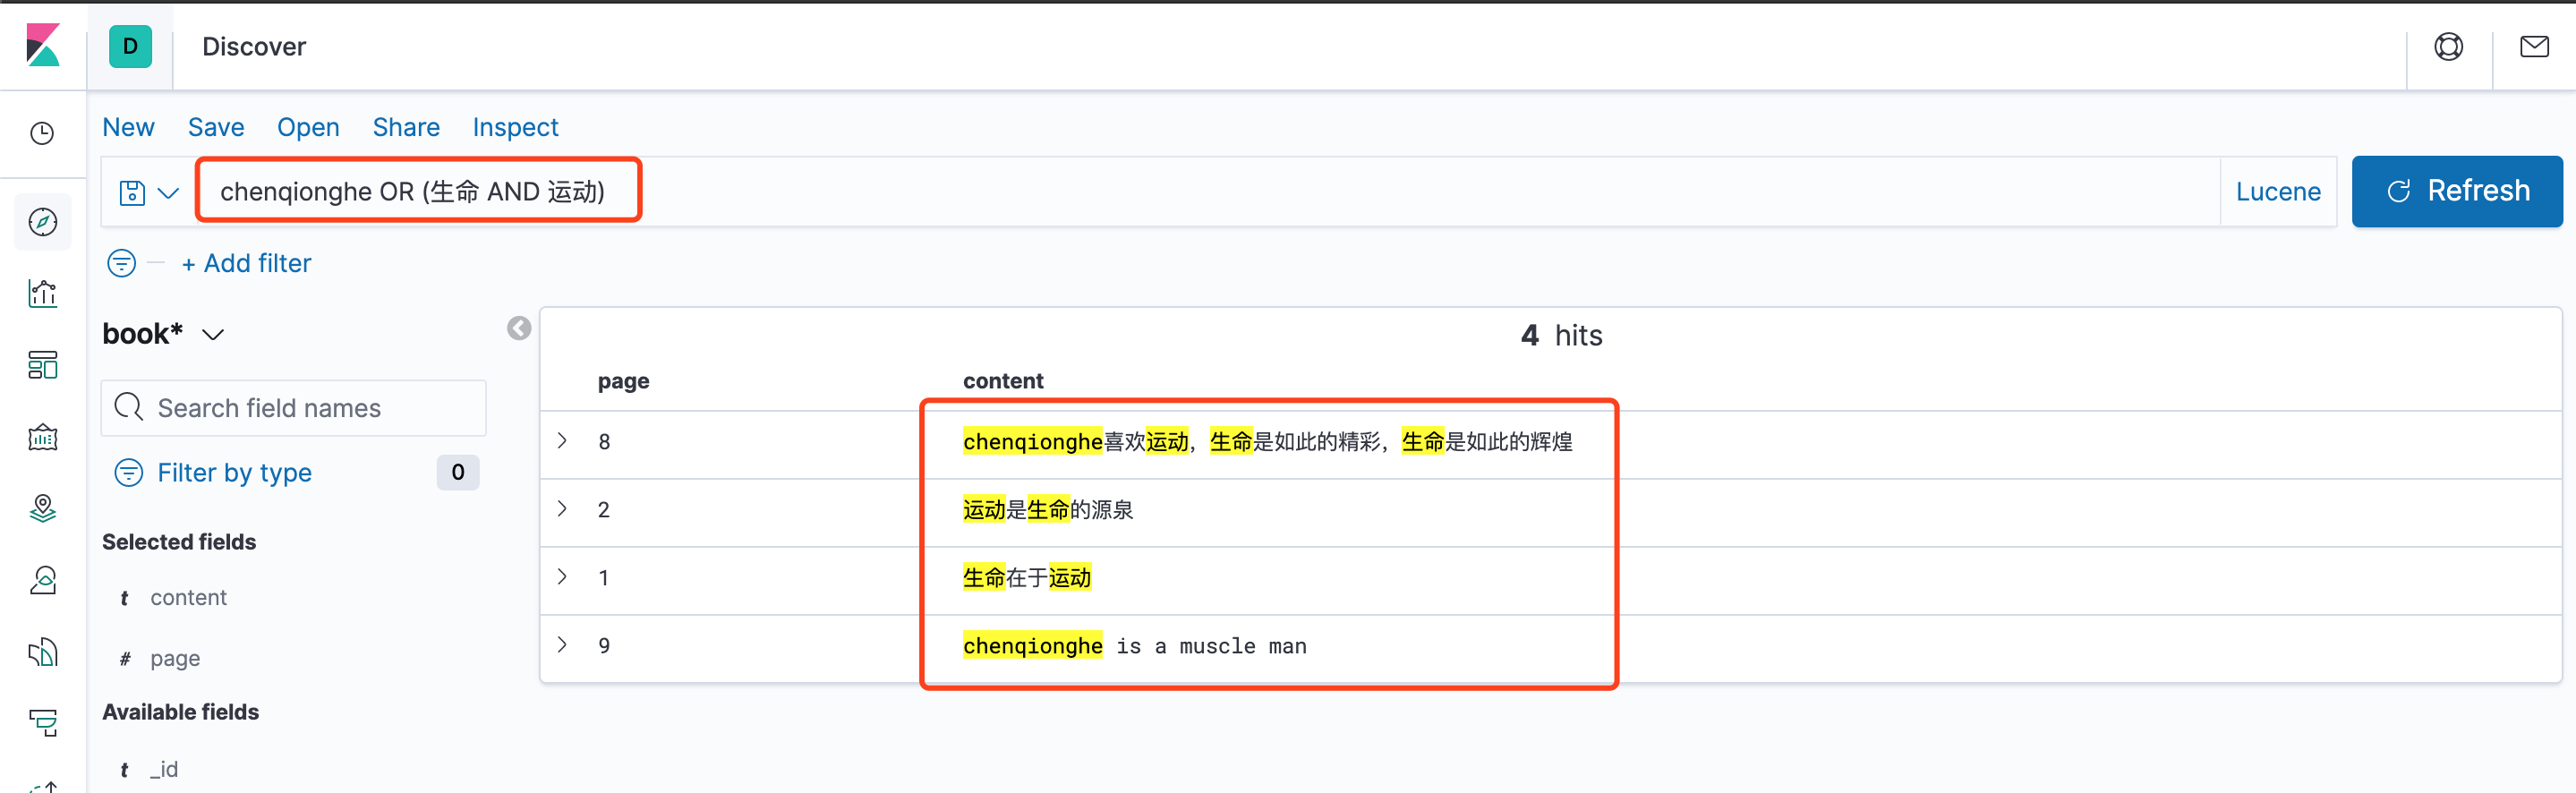 D Discover
New Save Open Share Inspect
chenqionghe OR (生命 AND 运动) Lucene Refresh
+ Add filter
book*
4 hits
Search field names
Filter by type 0
Selected fields
t content
# page
Available fields
t _id
page content
8 chenqionghe喜欢运动，生命是如此的精彩，生命是如此的辉煌
2 运动是生命的源泉
1 生命在于运动
9 chenqionghe is a muscle man